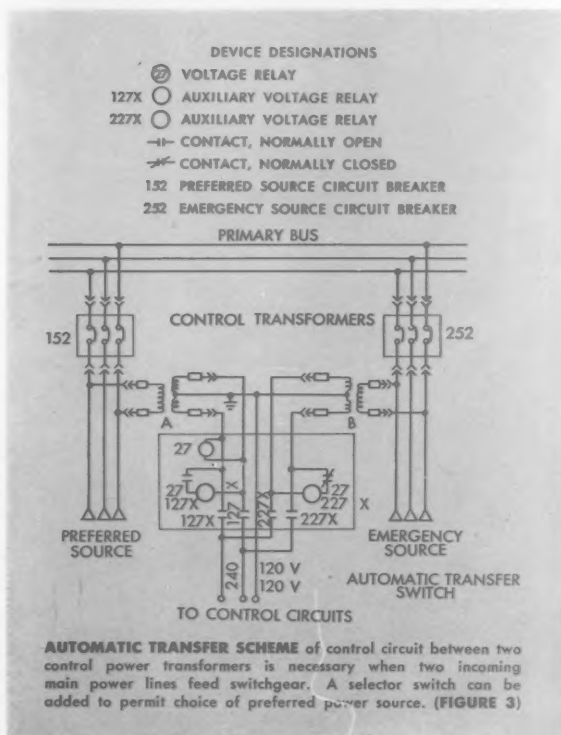 DEVICE DESIGNATIONS
27 VOLTAGE RELAY
127X AUXILIARY VOLTAGE RELAY
227X AUXILIARY VOLTAGE RELAY
CONTACT, NORMALLY OPEN
CONTACT, NORMALLY CLOSED
152 PREFERRED SOURCE CIRCUIT BREAKER
252 EMERGENCY SOURCE CIRCUIT BREAKER
PRIMARY BUS
152
CONTROL TRANSFORMERS
252
A
B
27
27
127X
127X
127
X
227X
27
227
X
227X
PREFERRED
SOURCE
EMERGENCY
SOURCE
240
120 V
120 V
AUTOMATIC TRANSFER
SWITCH
TO CONTROL CIRCUITS
AUTOMATIC TRANSFER SCHEME of control circuit between two
control power transformers is necessary when two incoming
main power lines feed switchgear. A selector switch can be
added to permit choice of preferred power source. (FIGURE 3)